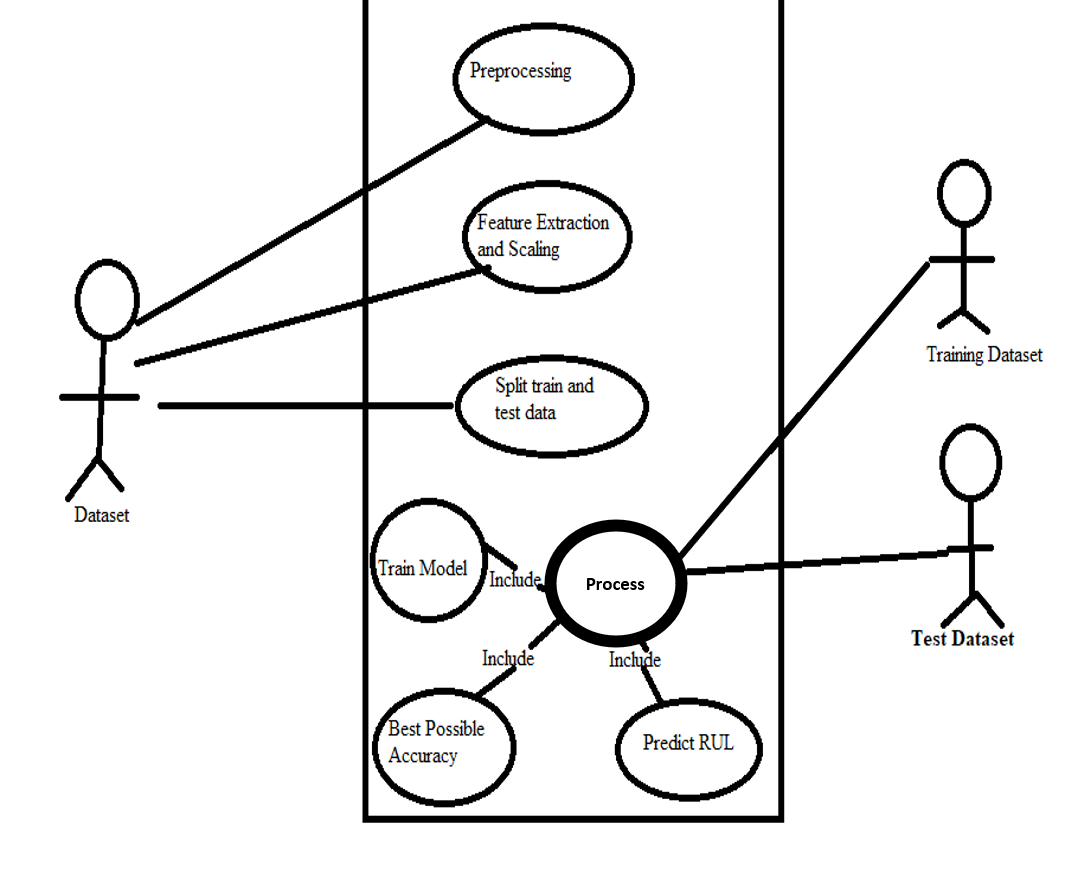 Preprocessing
Feature Extraction
and Scaling
Split train and
test data
Dataset
Training Dataset
Train Model
Include
Process
Test Dataset
Include
Include
Best Possible
Accuracy
Predict RUL